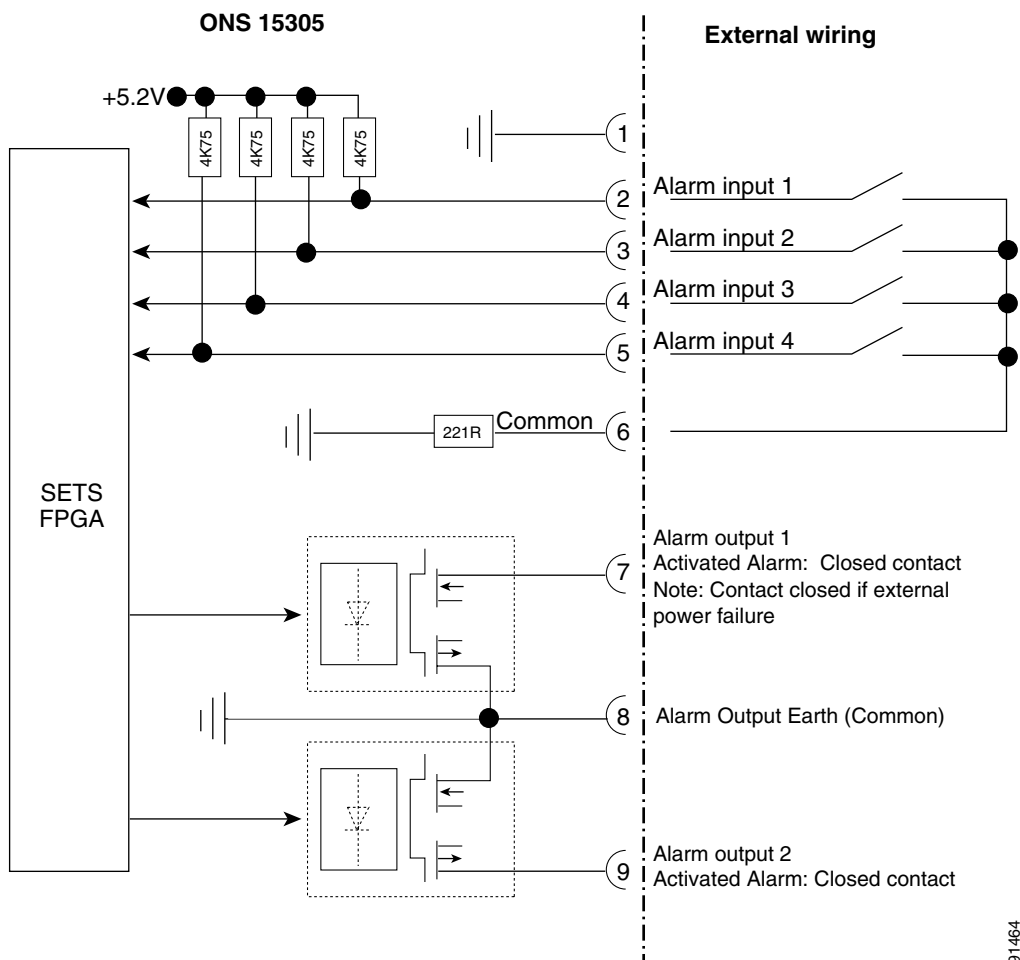 ONS 15305
External wiring
+5.2V
4K75
4K75
4K75
4K75
1
2
Alarm input 1
3
Alarm input 2
4
Alarm input 3
5
Alarm input 4
221R
Common
6
SETS
FPGA
7
Alarm output 1
Activated Alarm: Closed contact
Note: Contact closed if external
power failure
8
Alarm Output Earth (Common)
9
Alarm output 2
Activated Alarm: Closed contact
91464